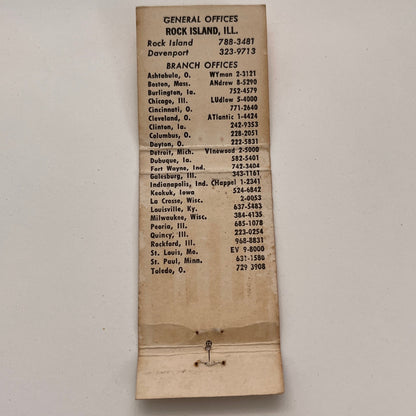 GENERAL OFFICES
ROCK ISLAND, ILL.
Rock Island 788-3481
Davenport 323-9713
BRANCH OFFICES
Ashtabula, O. WYman 2-3121
Boston, Mass. ANdrew 8-5290
Burlington, Ia. 752-4579
Chicago, Ill. LUdlow 5-4000
Cincinnati, O. 771-2640
Cleveland, O. ATlantic 1-4424
Clinton, Ia. 242-9353
Columbus, O. 228-2051
Dayton, O. 222-5831
Detroit, Mich. VInewood 2-5000
Dubuque, Ia. 582-5401
Fort Wayne, Ind. 742-3404
Galesburg, Ill. 343-1161
Indianapolis, Ind. CHapel 1-2341
Keokuk, Iowa 524-6842
La Crosse, Wisc. 2-0053
Louisville, Ky. 637-5483
Milwaukee, Wisc. 384-4135
Peoria, Ill. 685-1078
Quincy, Ill. 223-0254
Rockford, Ill. 968-8831
St. Louis, Mo. EV 9-8000
St. Paul, Minn. 631-1586
Toledo, O. 729 3908